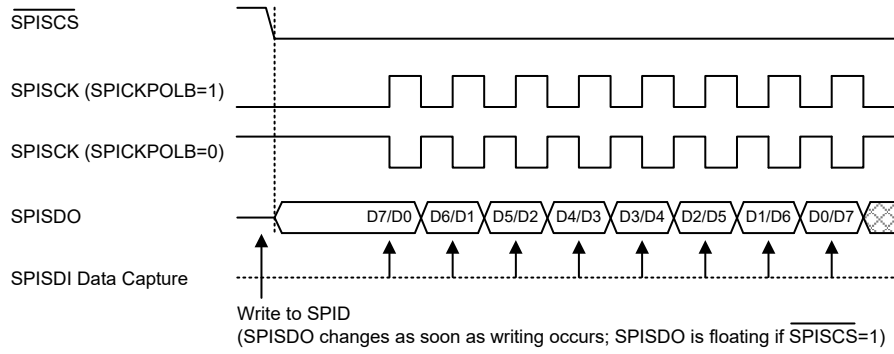 SPISCS
SPISCK (SPICKPOLB=1)
SPISCK (SPICKPOLB=0)
SPISDO D7/D0 D6/D1 D5/D2 D4/D3 D3/D4 D2/D5 D1/D6 D0/D7
SPISDI Data Capture
Write to SPID
(SPISDO changes as soon as writing occurs; SPISDO is floating if SPISCS=1)